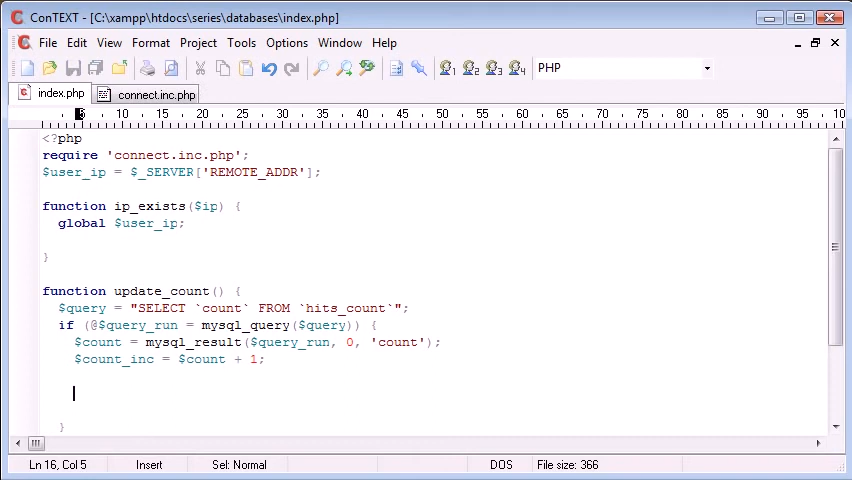 ConTEXT - [C:\xampp\htdocs\series\databases\index.php]
File Edit View Format Project Tools Options Window Help
1 2 3 4 PHP
index.php connect.inc.php
5 10 15 20 25 30 35 40 45 50 55 60 65 70 75 80 85 90 95 10
<?php
require 'connect.inc.php';
$user_ip = $_SERVER['REMOTE_ADDR'];
function ip_exists($ip) {
global $user_ip;
}
function update_count() {
$query = "SELECT `count` FROM `hits_count`";
if (@$query_run = mysql_query($query)) {
$count = mysql_result($query_run, 0, 'count');
$count_inc = $count + 1;
}
Ln 16, Col 5 Insert Sel: Normal DOS File size: 366